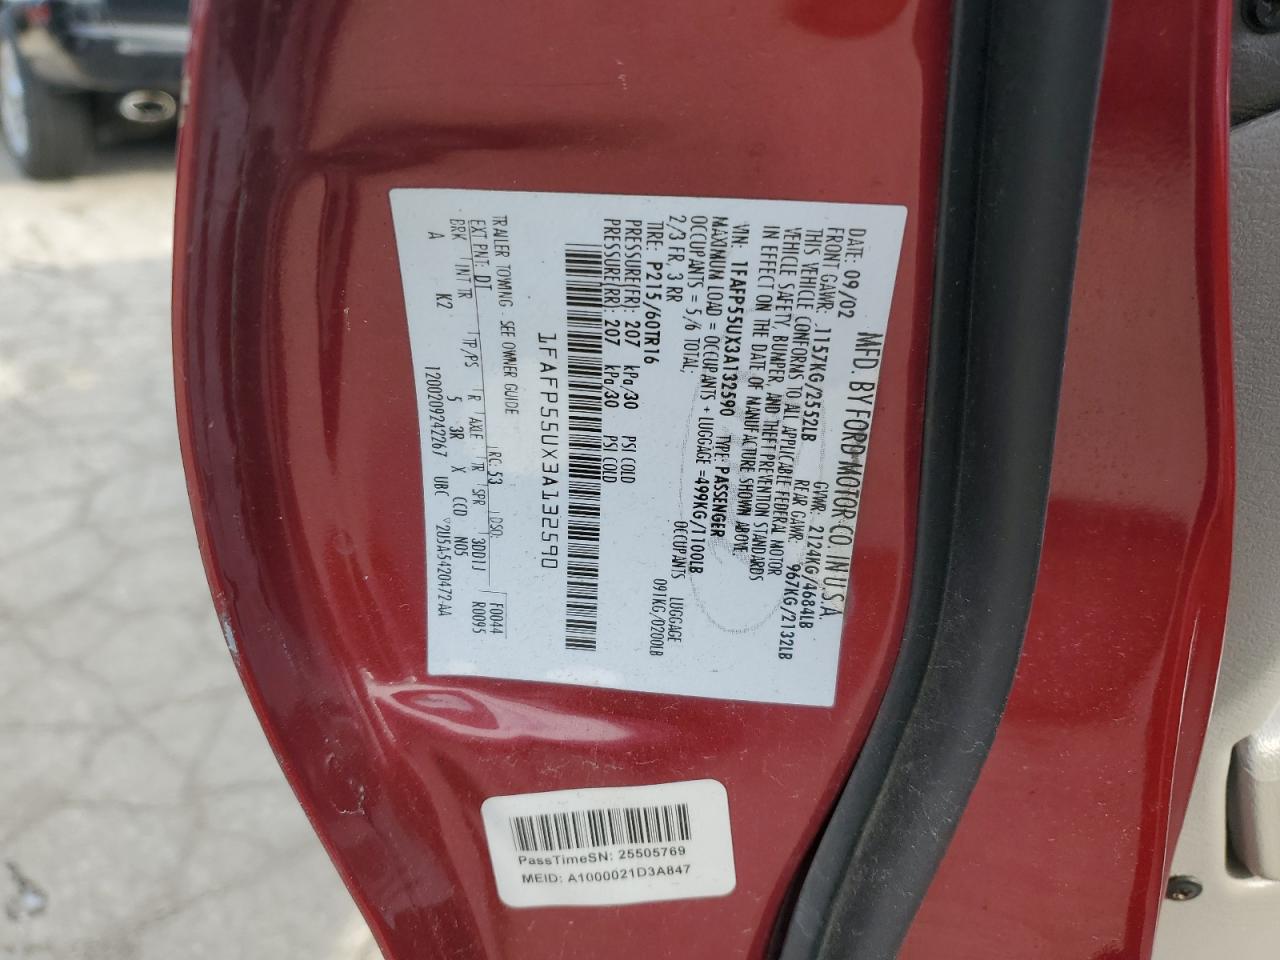 MFD. BY FORD MOTOR CO. IN U.S.A.
DATE: 09/02 GVWR: 2124KG/4684LB
FRONT GAWR: 1157KG/2552LB REAR GAWR: 967KG/2132LB
THIS VEHICLE CONFORMS TO ALL APPLICABLE FEDERAL MOTOR
VEHICLE SAFETY, BUMPER, AND THEFT PREVENTION STANDARDS
IN EFFECT ON THE DATE OF MANUFACTURE SHOWN ABOVE.
VIN: 1FAFP55UX3A132590 TYPE: PASSENGER
MAXIMUM LOAD = OCCUPANTS + LUGGAGE = 499KG/1100LB
OCCUPANTS = 5/6 TOTAL; OCCUPANTS LUGGAGE
2/3 FR, 3 RR 091KG/0200LB
TIRE: P215/60TR16
PRESSURE(FR): 207 kPa/30 PSI COLD
PRESSURE(RR): 207 kPa/30 PSI COLD
1FAFP55UX3A132590
TRAILER TOWING - SEE OWNER GUIDE
EXT PNT: DT RC: 53 DSO: F0044
BRK INT TR TP/PS R AXLE TR SPR 3001J R0095
A K2 5 3R X CCD N05
1200209242267 UBC 2U5A-5420472-AA
PassTimeSN: 25505769
MEID: A1000021D3A847